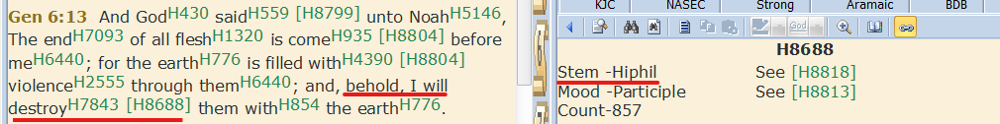 Gen 6:13 And GodH430 saidH559 [H8799] unto NoahH5146,
The endH7093 of all fleshH1320 is comeH935 [H8804] before
meH6440; for the earthH776 is filled withH4390 [H8804]
violenceH2555 through themH6440; and, behold, I will
destroyH7843 [H8688] them withH854 the earthH776.
KJC NASEC Strong Aramaic BDB
God
H8688
Stem -Hiphil See [H8818]
Mood -Participle See [H8813]
Count-857